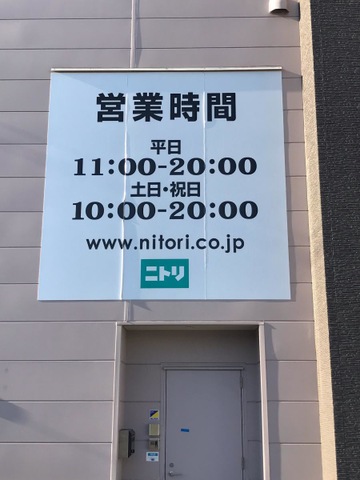 営業時間
平日
11:00-20:00
土日・祝日
10:00-20:00
www.nitori.co.jp
ニトリ